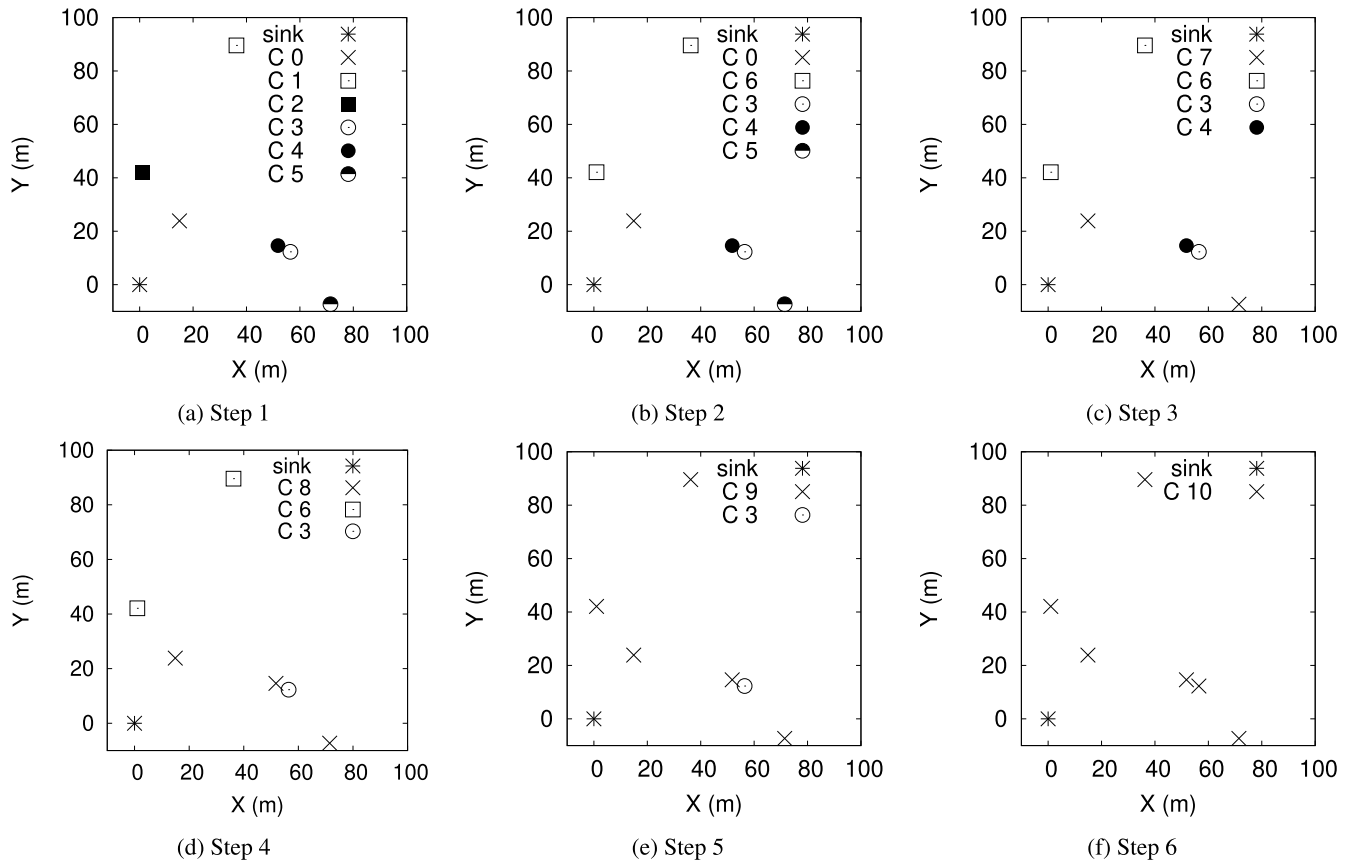 100
80
60
40
20
0
Y (m)
sink
C 0
C 1
C 2
C 3
C 4
C 5
0 20 40 60 80 100
X (m)
(a) Step 1
100
80
60
40
20
0
Y (m)
sink
C 0
C 6
C 3
C 4
C 5
0 20 40 60 80 100
X (m)
(b) Step 2
100
80
60
40
20
0
Y (m)
sink
C 7
C 6
C 3
C 4
0 20 40 60 80 100
X (m)
(c) Step 3
100
80
60
40
20
0
Y (m)
sink
C 8
C 6
C 3
0 20 40 60 80 100
X (m)
(d) Step 4
100
80
60
40
20
0
Y (m)
sink
C 9
C 3
0 20 40 60 80 100
X (m)
(e) Step 5
100
80
60
40
20
0
Y (m)
sink
C 10
0 20 40 60 80 100
X (m)
(f) Step 6